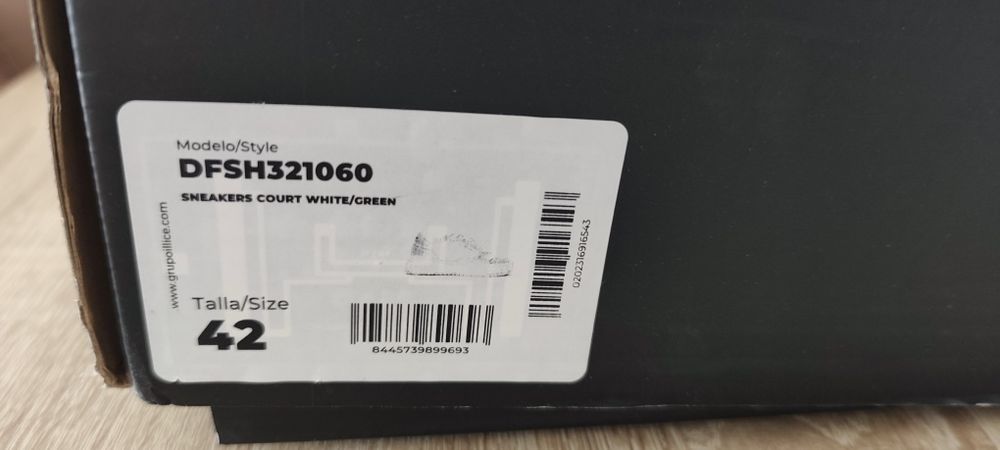 Modelo/Style
DFSH321060
SNEAKERS COURT WHITE/GREEN
www.grupoillice.com
Talla/Size
42
8445739899693
0202316916543